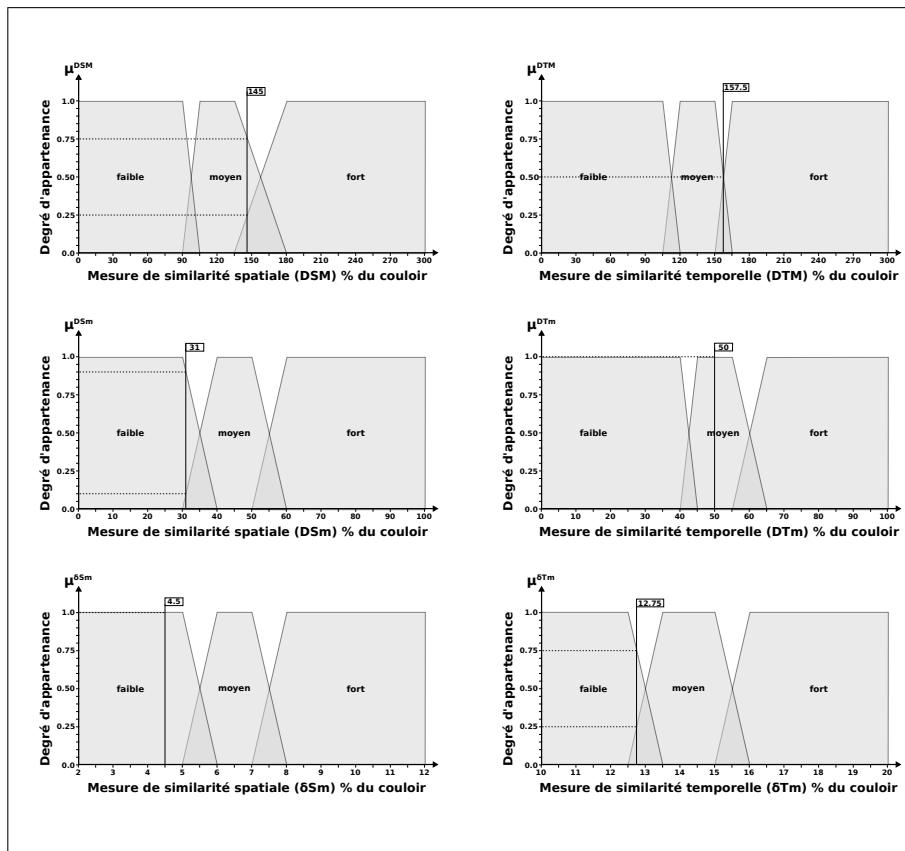 μDSM
145
Degré d'appartenance
1.0
0.75
0.50
0.25
0.0
faible
moyen
fort
0 30 60 90 120 150 180 210 240 270 300
Mesure de similarité spatiale (DSM) % du couloir
μDTM
157.5
Degré d'appartenance
1.0
0.75
0.50
0.25
0.0
faible
moyen
fort
0 30 60 90 120 150 180 210 240 270 300
Mesure de similarité temporelle (DTM) % du couloir
μDSm
31
Degré d'appartenance
1.0
0.75
0.50
0.25
0.0
faible
moyen
fort
0 10 20 30 40 50 60 70 80 90 100
Mesure de similarité spatiale (DSm) % du couloir
μDTm
50
Degré d'appartenance
1.0
0.75
0.50
0.25
0.0
faible
moyen
fort
0 10 20 30 40 50 60 70 80 90 100
Mesure de similarité temporelle (DTm) % du couloir
μδSm
4.5
Degré d'appartenance
1.0
0.75
0.50
0.25
0.0
faible
moyen
fort
2 3 4 5 6 7 8 9 10 11 12
Mesure de similarité spatiale (δSm) % du couloir
μδTm
12.75
Degré d'appartenance
1.0
0.75
0.50
0.25
0.0
faible
moyen
fort
10 11 12 13 14 15 16 17 18 19 20
Mesure de similarité temporelle (δTm) % du couloir